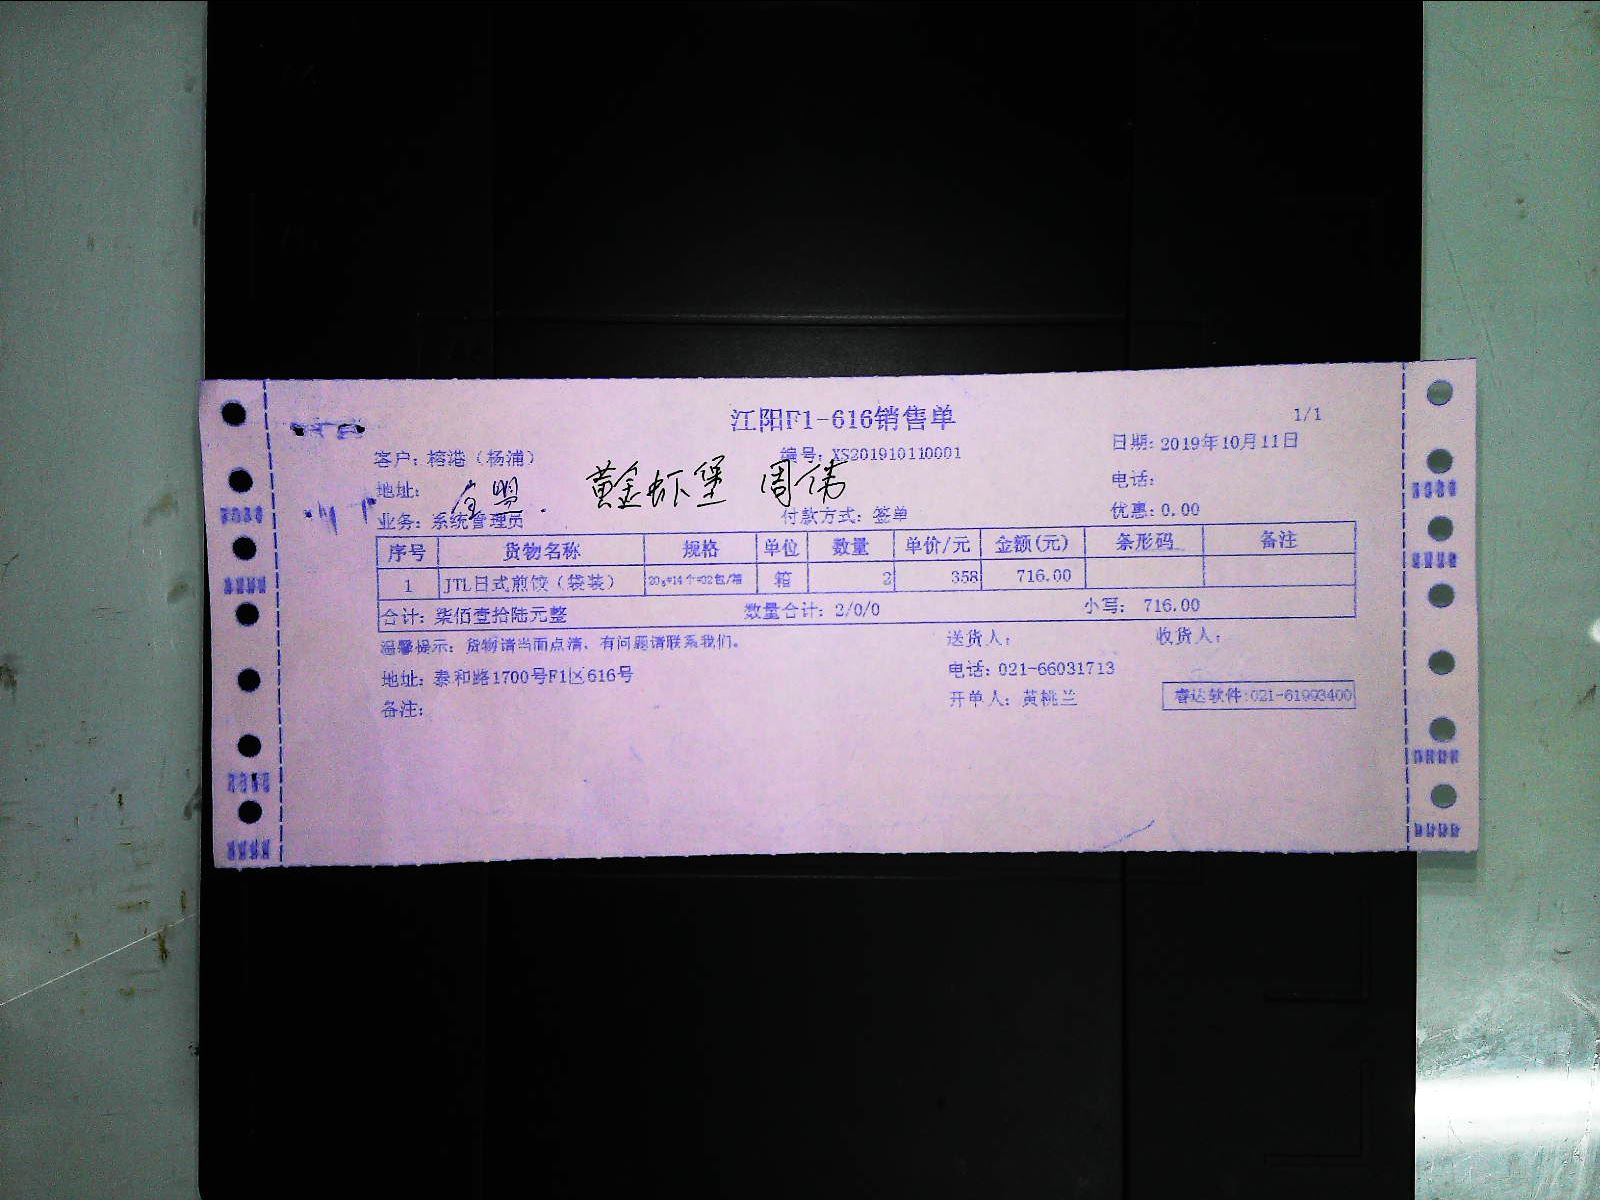 江阳F1-616销售单
1/1
客户: 榕港（杨浦）
编号: XS201910110001
日期: 2019年10月11日
地址:
盟.
黄金虾堡 周伟
电话:
业务: 系统管理员
付款方式: 签单
优惠: 0.00
序号 货物名称 规格 单位 数量 单价/元 金额(元) 条形码 备注
1 JTL日式煎饺（袋装） 箱 2 358 716.00
合计: 柒佰壹拾陆元整 数量合计: 2/0/0 小写: 716.00
温馨提示: 货物请当面点清、有问题请联系我们。
送货人:
收货人:
地址: 泰和路1700号F1区616号
电话: 021-66031713
备注:
开单人: 黄桃兰
睿达软件:021-61993400